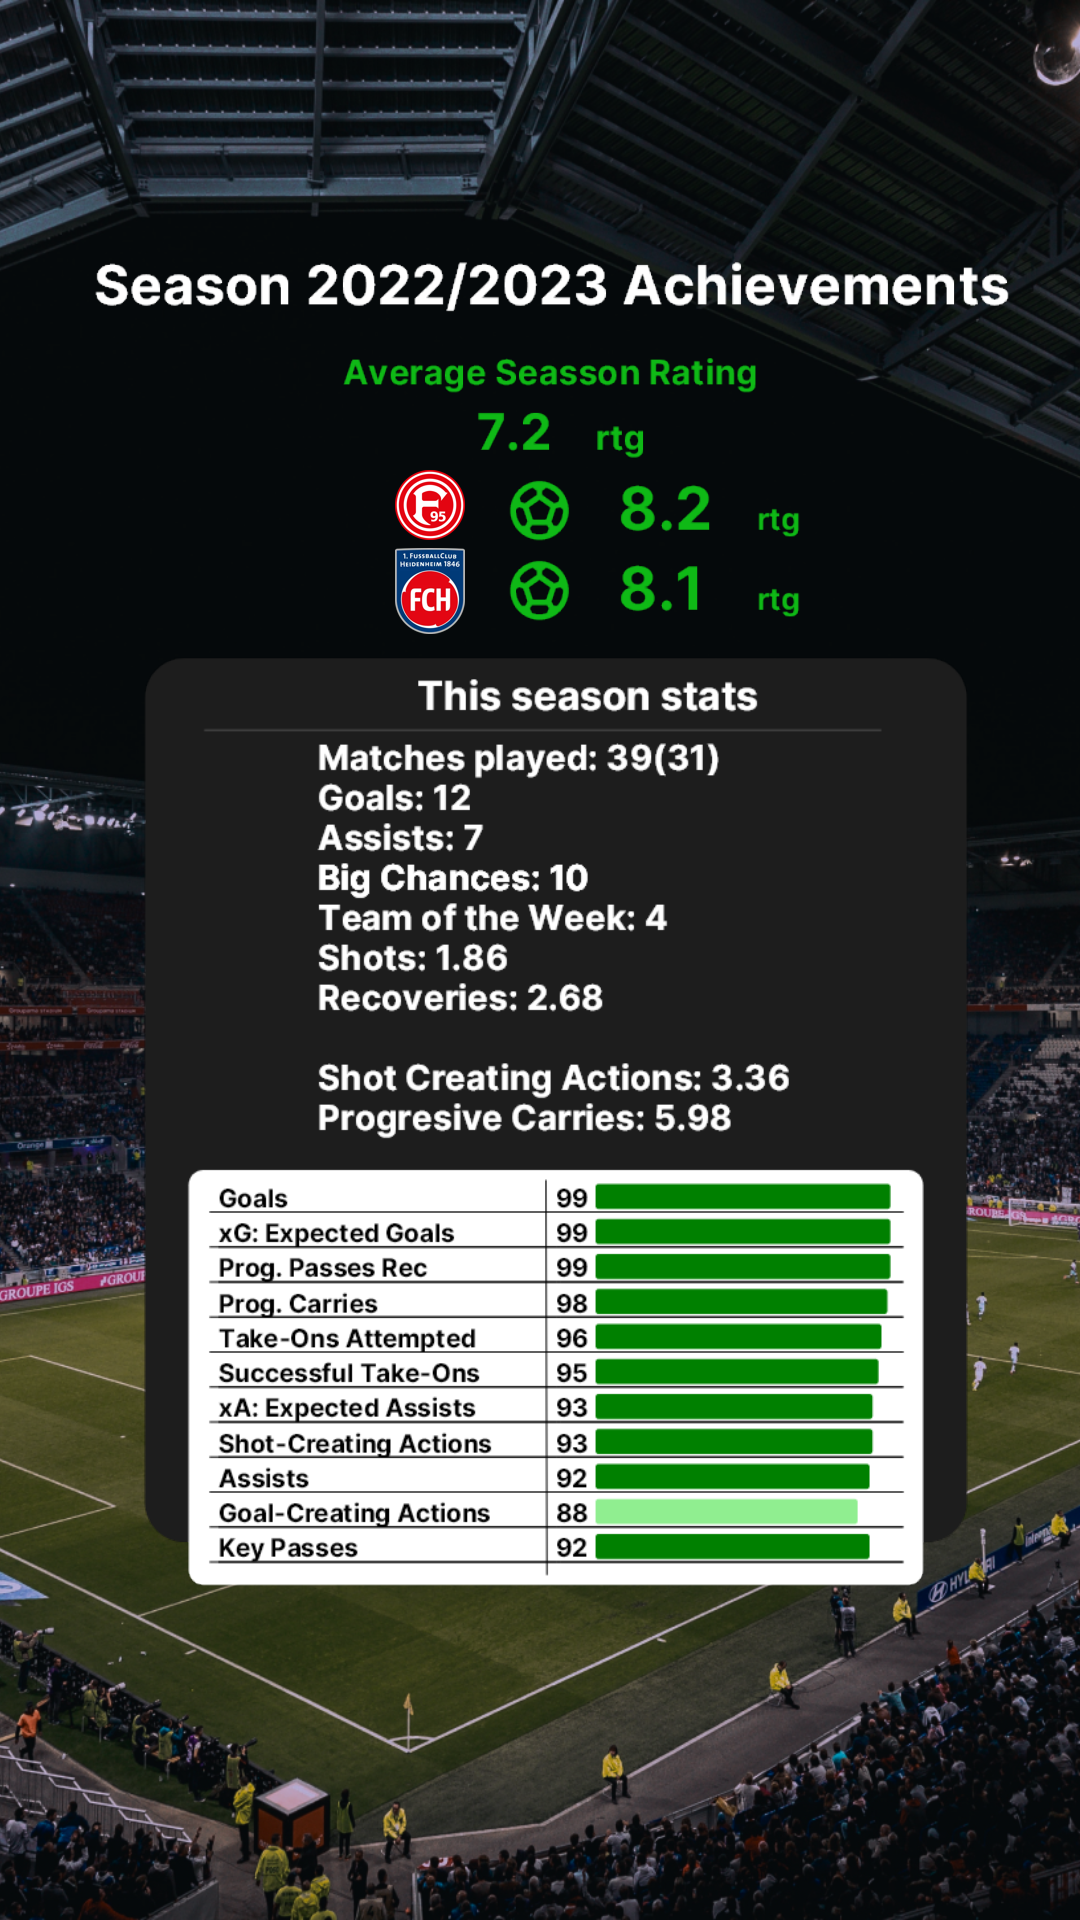 Season 2022/2023 Achievements
Average Seasson Rating
7.2 rtg
F 95 8.2 rtg
1. FUSSBALLCLUB
HEIDENHEIM 1846
FCH 8.1 rtg
This season stats
Matches played: 39(31)
Goals: 12
Assists: 7
Big Chances: 10
Team of the Week: 4
Shots: 1.86
Recoveries: 2.68
Shot Creating Actions: 3.36
Progresive Carries: 5.98
Goals 99
xG: Expected Goals 99
Prog. Passes Rec 99
Prog. Carries 98
Take-Ons Attempted 96
Successful Take-Ons 95
xA: Expected Assists 93
Shot-Creating Actions 93
Assists 92
Goal-Creating Actions 88
Key Passes 92
Groupama stadium
Orange
GROUPE IGS #GROU
HYUNDAI